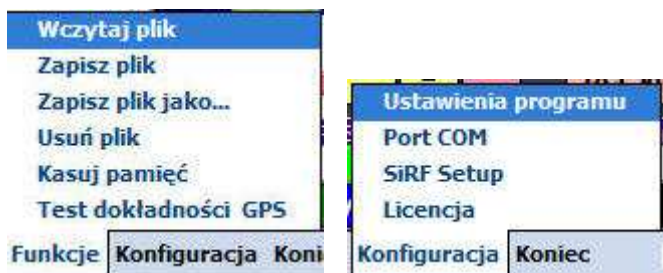 Wczytaj plik
Zapisz plik
Zapisz plik jako...
Usuń plik
Kasuj pamięć
Test dokładności GPS
Funkcje Konfiguracja Koni
Ustawienia programu
Port COM
SiRF Setup
Licencja
Konfiguracja Koniec